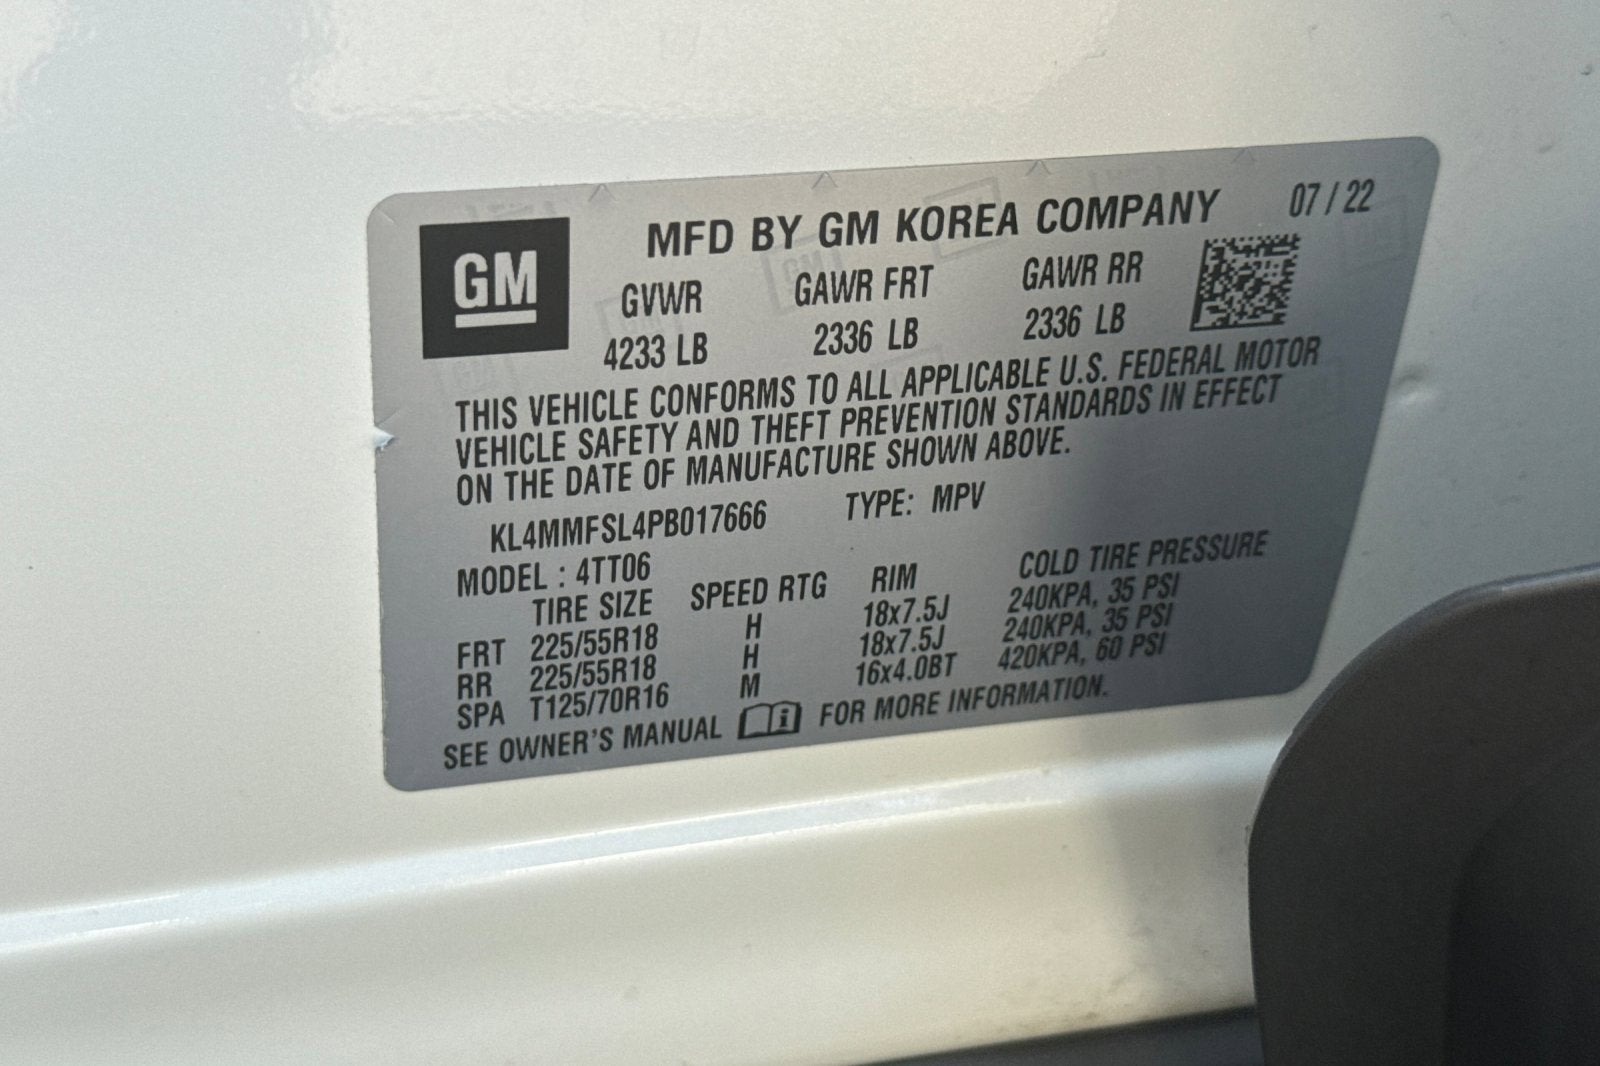 GM
MFD BY GM KOREA COMPANY 07 / 22
GVWR GAWR FRT GAWR RR
4233 LB 2336 LB 2336 LB
THIS VEHICLE CONFORMS TO ALL APPLICABLE U.S. FEDERAL MOTOR
VEHICLE SAFETY AND THEFT PREVENTION STANDARDS IN EFFECT
ON THE DATE OF MANUFACTURE SHOWN ABOVE.
KL4MMFSL4PB017666 TYPE: MPV
MODEL : 4TT06
TIRE SIZE SPEED RTG RIM COLD TIRE PRESSURE
FRT 225/55R18 H 18x7.5J 240KPA, 35 PSI
RR 225/55R18 H 18x7.5J 240KPA, 35 PSI
SPA T125/70R16 M 16x4.0BT 420KPA, 60 PSI
SEE OWNER'S MANUAL FOR MORE INFORMATION.